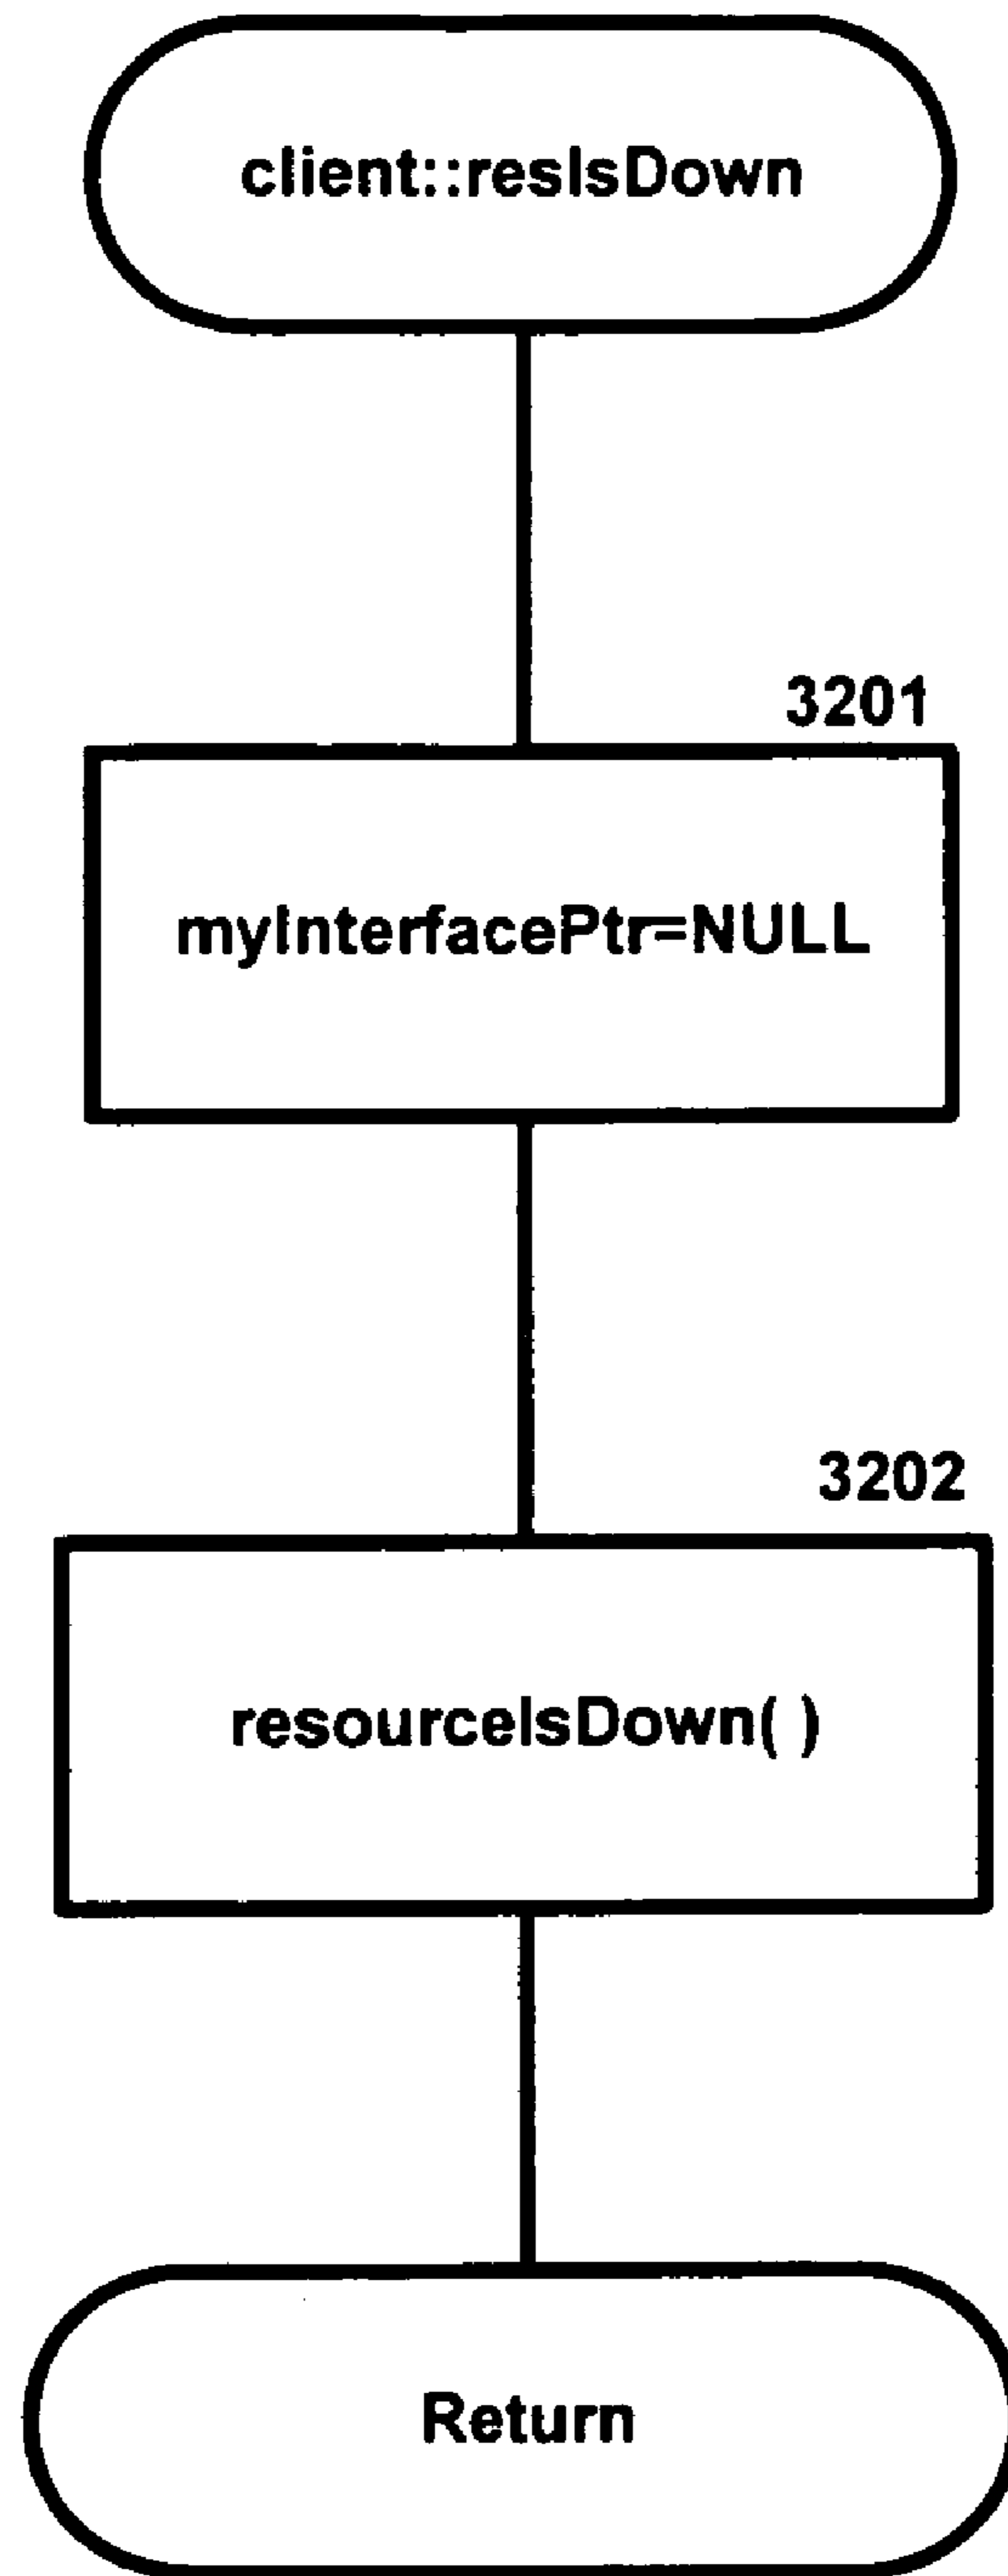 client::resIsDown
3201
myInterfacePtr=NULL
3202
resourceIsDown( )
Return